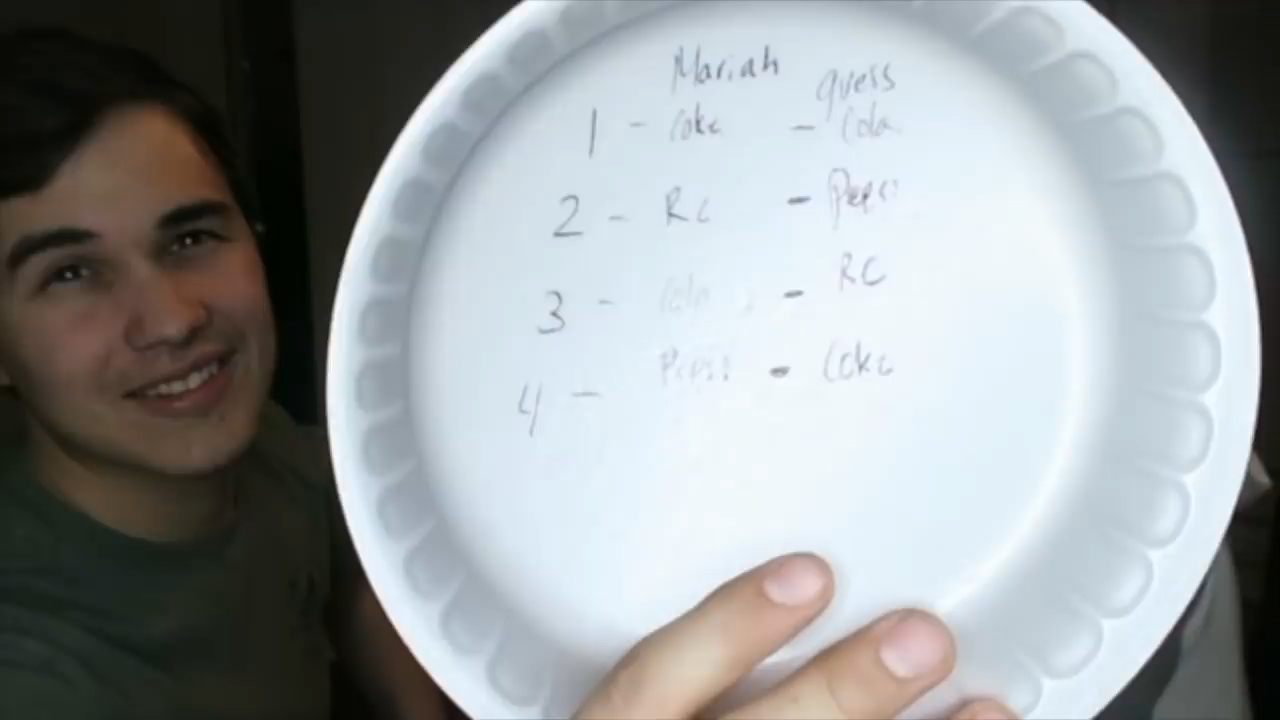 Mariah guess
1 - Coke - Cola
2 - RC - Pepsi
3 - Cola - RC
4 - Pepsi - Coke